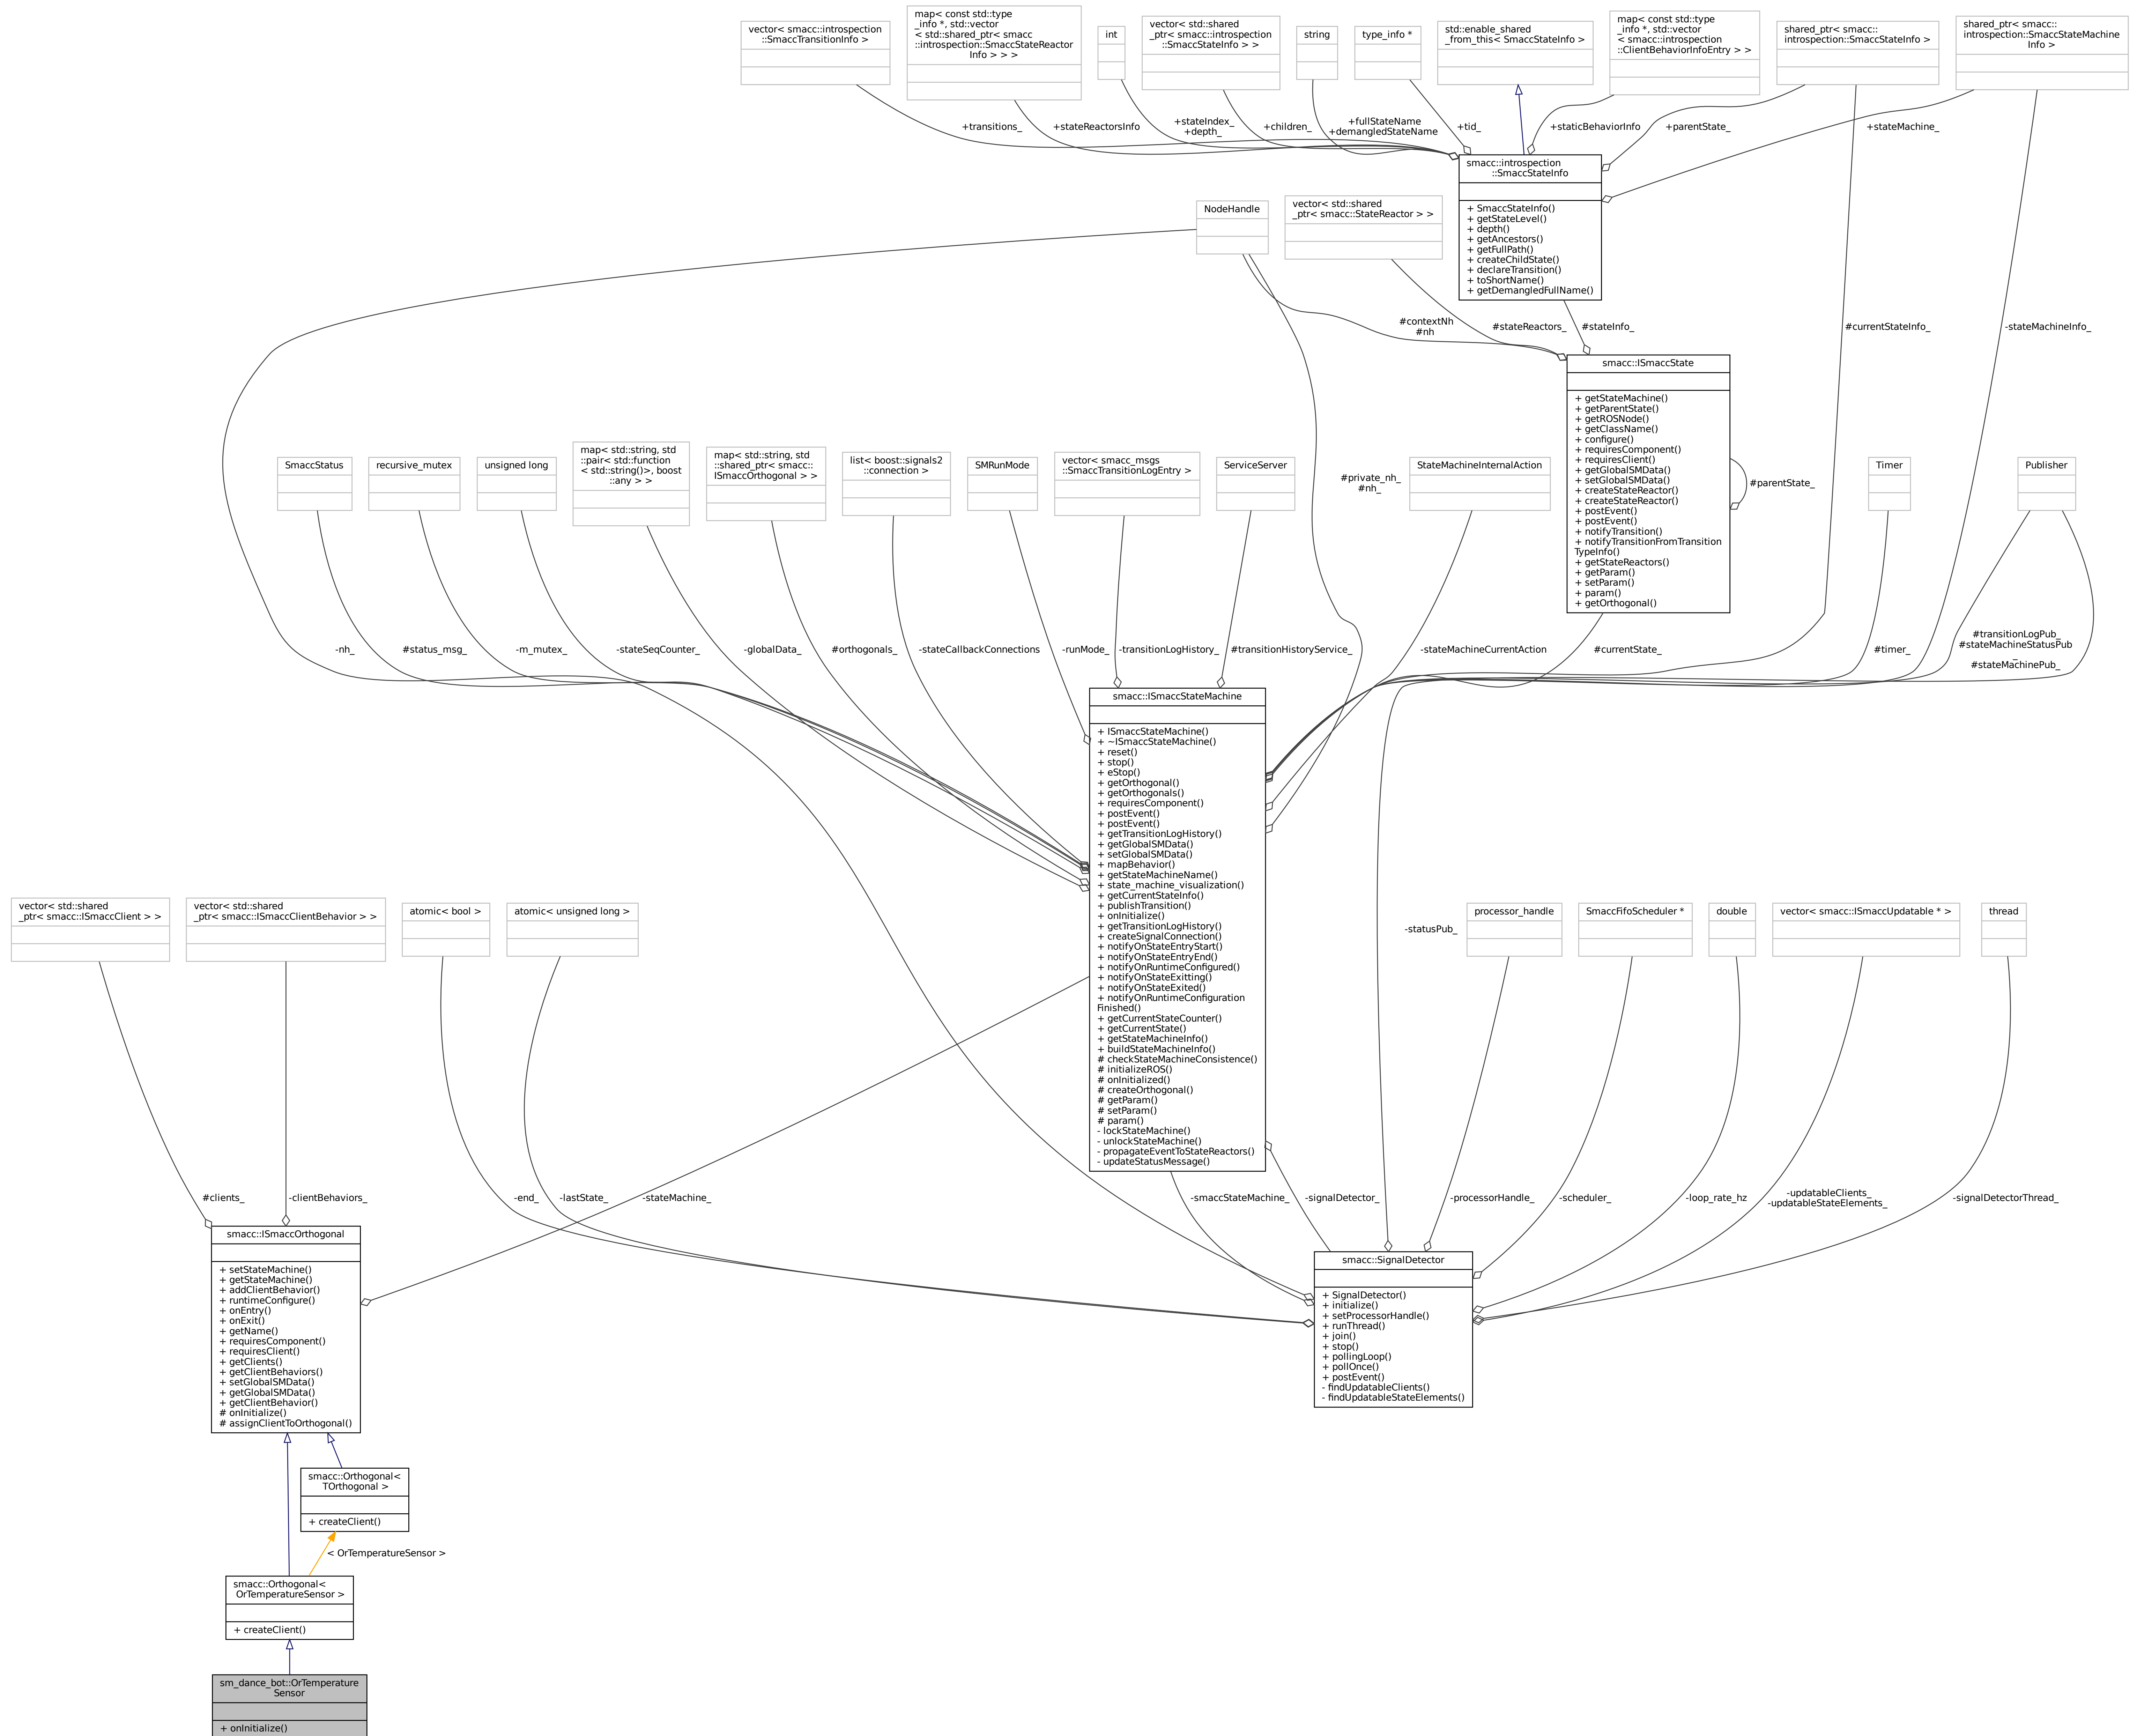 vector< smacc::introspection
::SmaccTransitionInfo >
map< const std::type
_info *, std::vector
< std::shared_ptr< smacc
::introspection::SmaccStateReactor
Info > > >
int
vector< std::shared
_ptr< smacc::introspection
::SmaccStateInfo > >
string
type_info *
std::enable_shared
_from_this< SmaccStateInfo >
map< const std::type
_info *, std::vector
< smacc::introspection
::ClientBehaviorInfoEntry > >
shared_ptr< smacc::
introspection::SmaccStateInfo >
shared_ptr< smacc::
introspection::SmaccStateMachine
Info >
+transitions_
+stateReactorsInfo
+stateIndex_
+depth_
+children_
+fullStateName
+demangledStateName
+tid_
+staticBehaviorInfo
+parentState_
+stateMachine_
smacc::introspection
::SmaccStateInfo
+ SmaccStateInfo()
+ getStateLevel()
+ depth()
+ getAncestors()
+ getFullPath()
+ createChildState()
+ declareTransition()
+ toShortName()
+ getDemangledFullName()
NodeHandle
vector< std::shared
_ptr< smacc::StateReactor > >
#contextNh
#nh
#stateReactors_
#stateInfo_
#currentStateInfo_
-stateMachineInfo_
smacc::ISmaccState
+ getStateMachine()
+ getParentState()
+ getROSNode()
+ getClassName()
+ configure()
+ requiresComponent()
+ requiresClient()
+ getGlobalSMData()
+ setGlobalSMData()
+ createStateReactor()
+ createStateReactor()
+ postEvent()
+ postEvent()
+ notifyTransition()
+ notifyTransitionFromTransition
TypeInfo()
+ getStateReactors()
+ getParam()
+ setParam()
+ param()
+ getOrthogonal()
#parentState_
SmaccStatus
recursive_mutex
unsigned long
map< std::string, std
::pair< std::function
< std::string()>, boost
::any > >
map< std::string, std
::shared_ptr< smacc::
ISmaccOrthogonal > >
list< boost::signals2
::connection >
SMRunMode
vector< smacc_msgs
::SmaccTransitionLogEntry >
ServiceServer
#private_nh_
#nh_
StateMachineInternalAction
Timer
Publisher
-nh_
#status_msg_
-m_mutex_
-stateSeqCounter_
-globalData_
#orthogonals_
-stateCallbackConnections
-runMode_
-transitionLogHistory_
#transitionHistoryService_
-stateMachineCurrentAction
#currentState_
#timer_
#transitionLogPub_
#stateMachineStatusPub
_
#stateMachinePub_
smacc::ISmaccStateMachine
+ ISmaccStateMachine()
+ ~ISmaccStateMachine()
+ reset()
+ stop()
+ eStop()
+ getOrthogonal()
+ getOrthogonals()
+ requiresComponent()
+ postEvent()
+ postEvent()
+ getTransitionLogHistory()
+ getGlobalSMData()
+ setGlobalSMData()
+ mapBehavior()
+ getStateMachineName()
+ state_machine_visualization()
+ getCurrentStateInfo()
+ publishTransition()
+ onInitialize()
+ getTransitionLogHistory()
+ createSignalConnection()
+ notifyOnStateEntryStart()
+ notifyOnStateEntryEnd()
+ notifyOnRuntimeConfigured()
+ notifyOnStateExitting()
+ notifyOnStateExited()
+ notifyOnRuntimeConfiguration
Finished()
+ getCurrentStateCounter()
+ getCurrentState()
+ getStateMachineInfo()
+ buildStateMachineInfo()
# checkStateMachineConsistence()
# initializeROS()
# onInitialized()
# createOrthogonal()
# getParam()
# setParam()
# param()
- lockStateMachine()
- unlockStateMachine()
- propagateEventToStateReactors()
- updateStatusMessage()
vector< std::shared
_ptr< smacc::ISmaccClient > >
vector< std::shared
_ptr< smacc::ISmaccClientBehavior > >
atomic< bool >
atomic< unsigned long >
-statusPub_
processor_handle
SmaccFifoScheduler *
double
vector< smacc::ISmaccUpdatable * >
thread
#clients_
-clientBehaviors_
-stateMachine_
-end_
-lastState_
-smaccStateMachine_
-signalDetector_
-processorHandle_
-scheduler_
-loop_rate_hz
-updatableClients_
-updatableStateElements_
-signalDetectorThread_
smacc::ISmaccOrthogonal
+ setStateMachine()
+ getStateMachine()
+ addClientBehavior()
+ runtimeConfigure()
+ onEntry()
+ onExit()
+ getName()
+ requiresComponent()
+ requiresClient()
+ getClients()
+ getClientBehaviors()
+ setGlobalSMData()
+ getGlobalSMData()
+ getClientBehavior()
# onInitialize()
# assignClientToOrthogonal()
smacc::SignalDetector
+ SignalDetector()
+ initialize()
+ setProcessorHandle()
+ runThread()
+ join()
+ stop()
+ pollingLoop()
+ pollOnce()
+ postEvent()
- findUpdatableClients()
- findUpdatableStateElements()
smacc::Orthogonal<
TOrthogonal >
+ createClient()
< OrTemperatureSensor >
smacc::Orthogonal<
OrTemperatureSensor >
+ createClient()
sm_dance_bot::OrTemperature
Sensor
+ onInitialize()